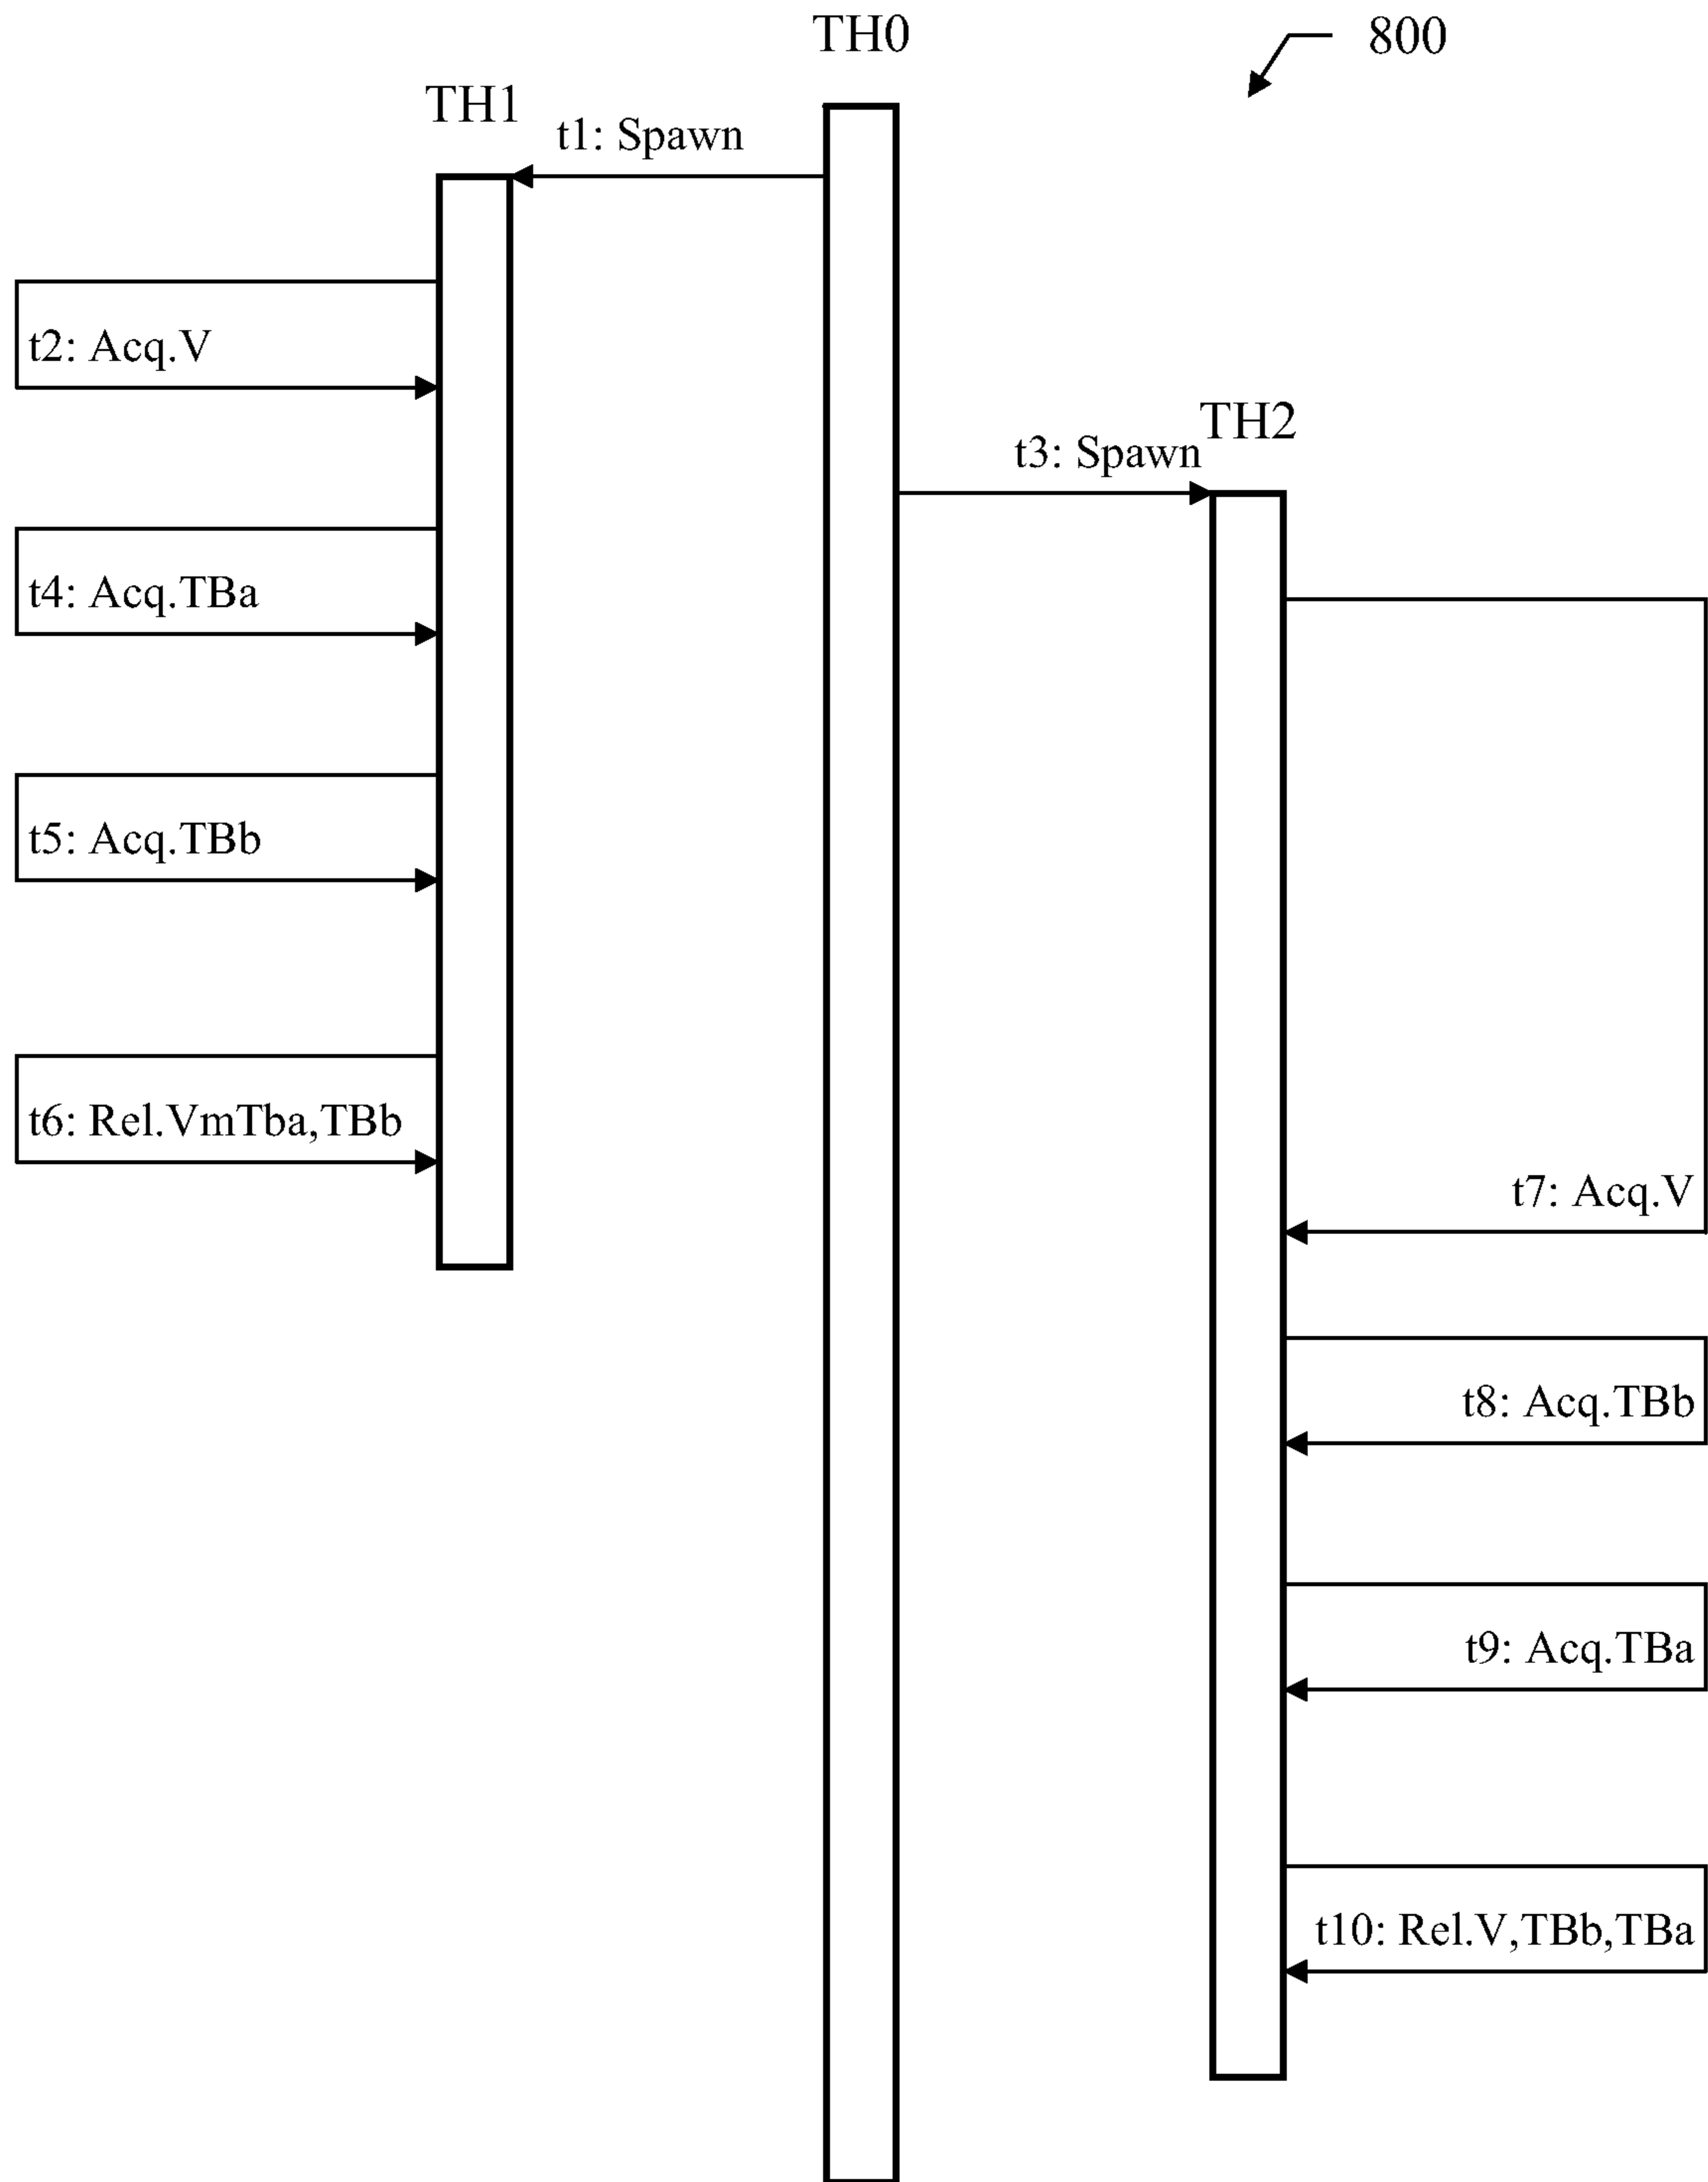 TH0
800
TH1
t1: Spawn
t2: Acq.V
TH2
t3: Spawn
t4: Acq.TBa
t5: Acq.TBb
t6: Rel.VmTba,TBb
t7: Acq.V
t8: Acq.TBb
t9: Acq.TBa
t10: Rel.V,TBb,TBa